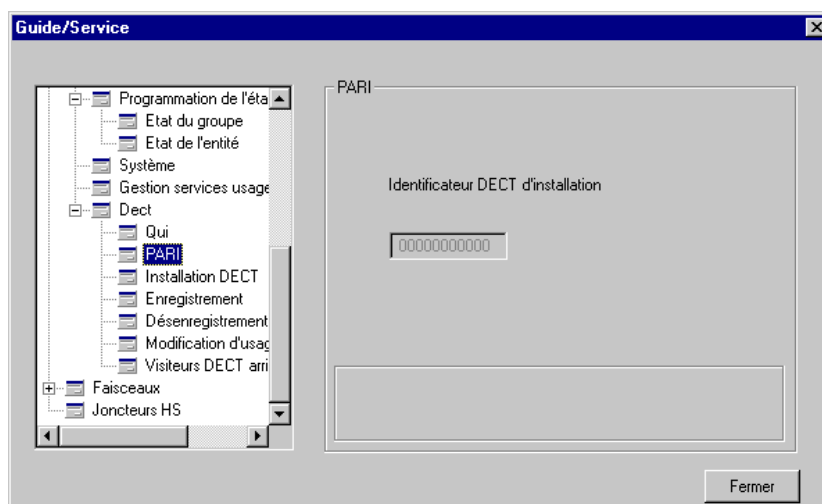 Guide/Service
Programmation de l'éta
Etat du groupe
Etat de l'entité
Système
Gestion services usage
Dect
Qui
PARI
Installation DECT
Enregistrement
Désenregistrement
Modification d'usag
Visiteurs DECT arri
Faisceaux
Joncteurs HS
PARI
Identificateur DECT d'installation
00000000000
Fermer